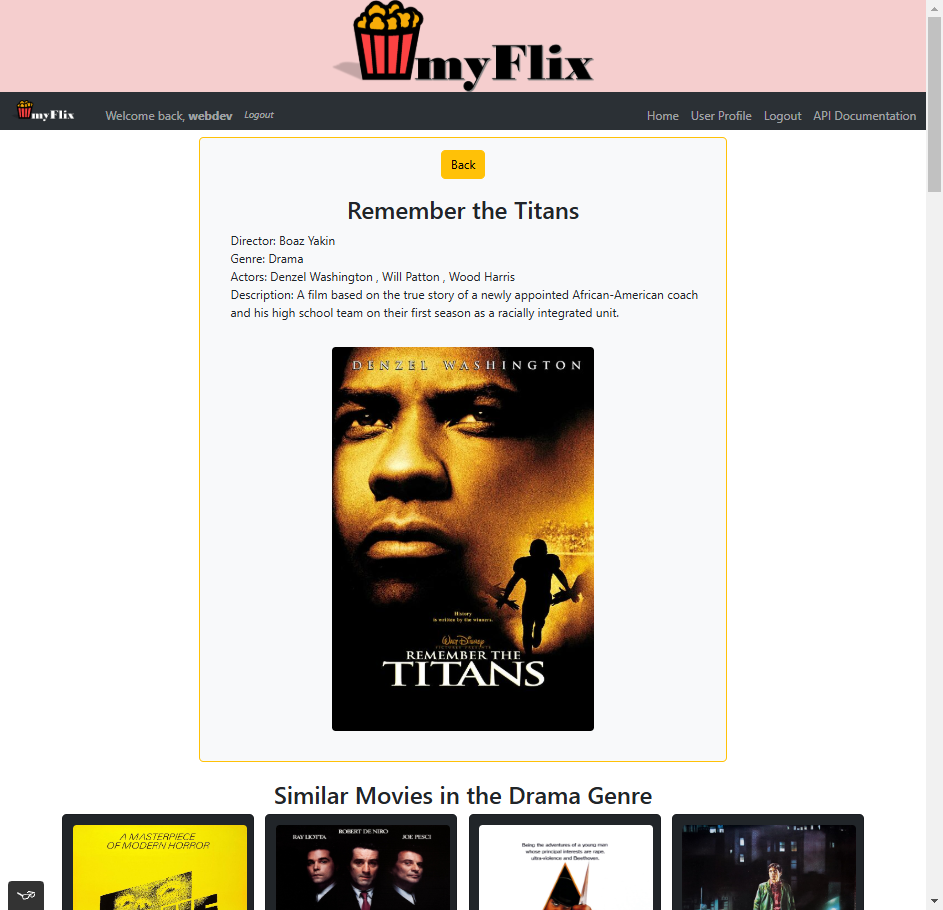 myFlix
myFlix Welcome back, webdev Logout Home User Profile Logout API Documentation
Back
Remember the Titans
Director: Boaz Yakin
Genre: Drama
Actors: Denzel Washington , Will Patton , Wood Harris
Description: A film based on the true story of a newly appointed African-American coach
and his high school team on their first season as a racially integrated unit.
DENZEL WASHINGTON
History
is written by the winners.
WALT DISNEY
PICTURES PRESENTS
REMEMBER THE
TITANS
Similar Movies in the Drama Genre
A MASTERPIECE
OF MODERN HORROR
RAY LIOTTA ROBERT DE NIRO JOE PESCI
Being the adventures of a young man
whose principal interests are rape,
ultra-violence and Beethoven.